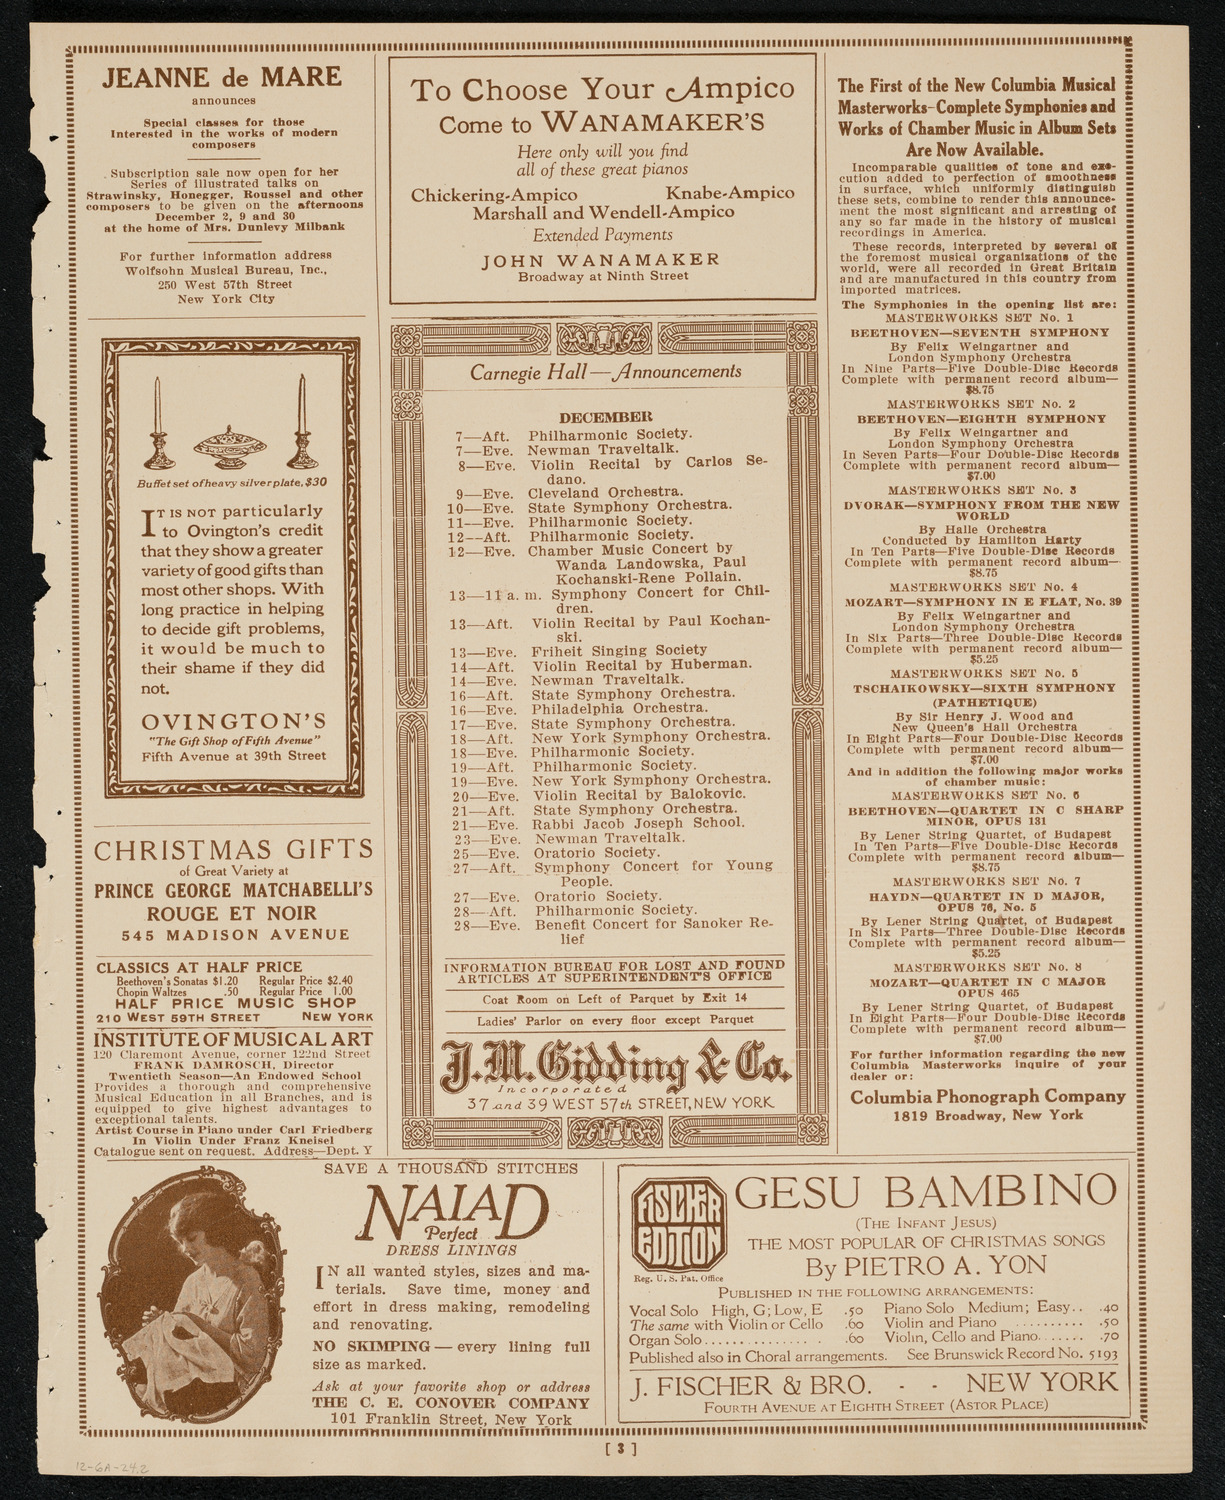 JEANNE de MARE
announces
Special classes for those
Interested in the works of modern
composers
Subscription sale now open for her
Series of illustrated talks on
Strawinsky, Honegger, Roussel and other
composers to be given on the afternoons
December 2, 9 and 30
at the home of Mrs. Dunlevy Milbank
For further information address
Wolfsohn Musical Bureau, Inc.,
250 West 57th Street
New York City
Buffet set of heavy silver plate, $30
IT IS NOT particularly
to Ovington's credit
that they show a greater
variety of good gifts than
most other shops. With
long practice in helping
to decide gift problems,
it would be much to
their shame if they did
not.
OVINGTON'S
"The Gift Shop of Fifth Avenue"
Fifth Avenue at 39th Street
CHRISTMAS GIFTS
of Great Variety at
PRINCE GEORGE MATCHABELLI'S
ROUGE ET NOIR
545 MADISON AVENUE
CLASSICS AT HALF PRICE
Beethoven's Sonatas $1.20 Regular Price $2.40
Chopin Waltzes .50 Regular Price 1.00
HALF PRICE MUSIC SHOP
210 WEST 59TH STREET NEW YORK
INSTITUTE OF MUSICAL ART
120 Claremont Avenue, corner 122nd Street
FRANK DAMROSCH, Director
Twentieth Season—An Endowed School
Provides a thorough and comprehensive
Musical Education in all Branches, and is
equipped to give highest advantages to
exceptional talents.
Artist Course in Piano under Carl Friedberg
In Violin Under Franz Kneisel
Catalogue sent on request. Address—Dept. Y
To Choose Your Ampico
Come to WANAMAKER'S
Here only will you find
all of these great pianos
Chickering-Ampico Knabe-Ampico
Marshall and Wendell-Ampico
Extended Payments
JOHN WANAMAKER
Broadway at Ninth Street
Carnegie Hall—Announcements
DECEMBER
7—Aft. Philharmonic Society.
7—Eve. Newman Traveltalk.
8—Eve. Violin Recital by Carlos Se-
dano.
9—Eve. Cleveland Orchestra.
10—Eve. State Symphony Orchestra.
11—Eve. Philharmonic Society.
12—Aft. Philharmonic Society.
12—Eve. Chamber Music Concert by
Wanda Landowska, Paul
Kochanski-Rene Pollain.
13—11 a. m. Symphony Concert for Chil-
dren.
13—Aft. Violin Recital by Paul Kochan-
ski.
13—Eve. Friheit Singing Society
14—Aft. Violin Recital by Huberman.
14—Eve. Newman Traveltalk.
16—Aft. State Symphony Orchestra.
16—Eve. Philadelphia Orchestra.
17—Eve. State Symphony Orchestra.
18—Aft. New York Symphony Orchestra.
18—Eve. Philharmonic Society.
19—Aft. Philharmonic Society.
19—Eve. New York Symphony Orchestra.
20—Eve. Violin Recital by Balokovic.
21—Aft. State Symphony Orchestra.
21—Eve. Rabbi Jacob Joseph School.
23—Eve. Newman Traveltalk.
25—Eve. Oratorio Society.
27—Aft. Symphony Concert for Young
People.
27—Eve. Oratorio Society.
28—Aft. Philharmonic Society.
28—Eve. Benefit Concert for Sanoker Re-
lief
INFORMATION BUREAU FOR LOST AND FOUND
ARTICLES AT SUPERINTENDENT'S OFFICE
Coat Room on Left of Parquet by Exit 14
Ladies' Parlor on every floor except Parquet
J. M. Gidding & Co.
Incorporated
37 and 39 WEST 57th STREET, NEW YORK
The First of the New Columbia Musical
Masterworks-Complete Symphonies and
Works of Chamber Music in Album Sets
Are Now Available.
Incomparable qualities of tone and exe-
cution added to perfection of smoothness
in surface, which uniformly distinguish
these sets, combine to render this announce-
ment the most significant and arresting of
any so far made in the history of musical
recordings in America.
These records, interpreted by several of
the foremost musical organizations of the
world, were all recorded in Great Britain
and are manufactured in this country from
imported matrices.
The Symphonies in the opening list are:
MASTERWORKS SET No. 1
BEETHOVEN—SEVENTH SYMPHONY
By Felix Weingartner and
London Symphony Orchestra
In Nine Parts—Five Double-Disc Records
Complete with permanent record album—
$8.75
MASTERWORKS SET No. 2
BEETHOVEN—EIGHTH SYMPHONY
By Felix Weingartner and
London Symphony Orchestra
In Seven Parts—Four Double-Disc Records
Complete with permanent record album—
$7.00
MASTERWORKS SET No. 3
DVORAK—SYMPHONY FROM THE NEW
WORLD
By Halle Orchestra
Conducted by Hamilton Harty
In Ten Parts—Five Double-Disc Records
Complete with permanent record album—
$8.75
MASTERWORKS SET No. 4
MOZART—SYMPHONY IN E FLAT, No. 39
By Felix Weingartner and
London Symphony Orchestra
In Six Parts—Three Double-Disc Records
Complete with permanent record album—
$5.25
MASTERWORKS SET No. 5
TSCHAIKOWSKY—SIXTH SYMPHONY
(PATHETIQUE)
By Sir Henry J. Wood and
New Queen's Hall Orchestra
In Eight Parts—Four Double-Disc Records
Complete with permanent record album—
$7.00
And in addition the following major works
of chamber music:
MASTERWORKS SET No. 6
BEETHOVEN—QUARTET IN C SHARP
MINOR, OPUS 131
By Lener String Quartet, of Budapest
In Ten Parts—Five Double-Disc Records
Complete with permanent record album—
$8.75
MASTERWORKS SET No. 7
HAYDN—QUARTET IN D MAJOR,
OPUS 76, No. 5
By Lener String Quartet, of Budapest
In Six Parts—Three Double-Disc Records
Complete with permanent record album—
$5.25
MASTERWORKS SET No. 8
MOZART—QUARTET IN C MAJOR
OPUS 465
By Lener String Quartet, of Budapest
In Eight Parts—Four Double-Disc Records
Complete with permanent record album—
$7.00
For further information regarding the new
Columbia Masterworks inquire of your
dealer or:
Columbia Phonograph Company
1819 Broadway, New York
SAVE A THOUSAND STITCHES
NAIAD
Perfect
DRESS LININGS
IN all wanted styles, sizes and ma-
terials. Save time, money and
effort in dress making, remodeling
and renovating.
NO SKIMPING — every lining full
size as marked.
Ask at your favorite shop or address
THE C. E. CONOVER COMPANY
101 Franklin Street, New York
FISCHER
EDITION
Reg. U. S. Pat. Office
GESU BAMBINO
(THE INFANT JESUS)
THE MOST POPULAR OF CHRISTMAS SONGS
By PIETRO A. YON
PUBLISHED IN THE FOLLOWING ARRANGEMENTS:
Vocal Solo High, G; Low, E .50 Piano Solo Medium; Easy.. .40
The same with Violin or Cello .60 Violin and Piano .......... .50
Organ Solo............... .60 Violin, Cello and Piano....... .70
Published also in Choral arrangements. See Brunswick Record No. 5193
J. FISCHER & BRO. - - NEW YORK
FOURTH AVENUE AT EIGHTH STREET (ASTOR PLACE)
[ 3 ]
12-6A-24.2